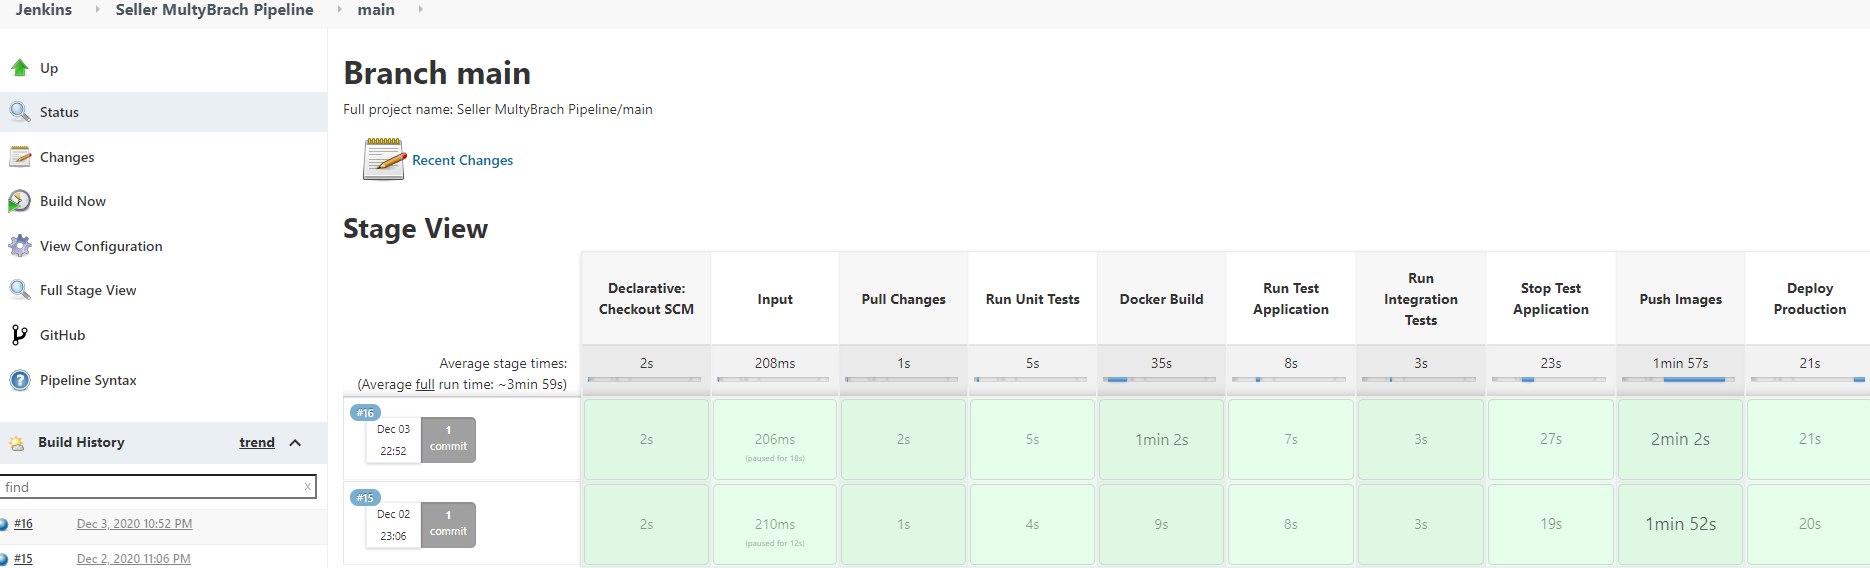 Jenkins Seller MultyBrach Pipeline main
Up
Status
Changes
Build Now
View Configuration
Full Stage View
GitHub
Pipeline Syntax
Build History trend
find x
#16 Dec 3, 2020 10:52 PM
#15 Dec 2, 2020 11:06 PM
Branch main
Full project name: Seller MultyBrach Pipeline/main
Recent Changes
Stage View
Declarative:
Checkout SCM
Input
Pull Changes
Run Unit Tests
Docker Build
Run Test
Application
Run
Integration
Tests
Stop Test
Application
Push Images
Deploy
Production
Average stage times:
(Average full run time: ~3min 59s)
2s 208ms 1s 5s 35s 8s 3s 23s 1min 57s 21s
#16
Dec 03
22:52
1
commit
2s 206ms 2s 5s 1min 2s 7s 3s 27s 2min 2s 21s
(paused for 18s)
#15
Dec 02
23:06
1
commit
2s 210ms 1s 4s 9s 8s 3s 19s 1min 52s 20s
(paused for 12s)